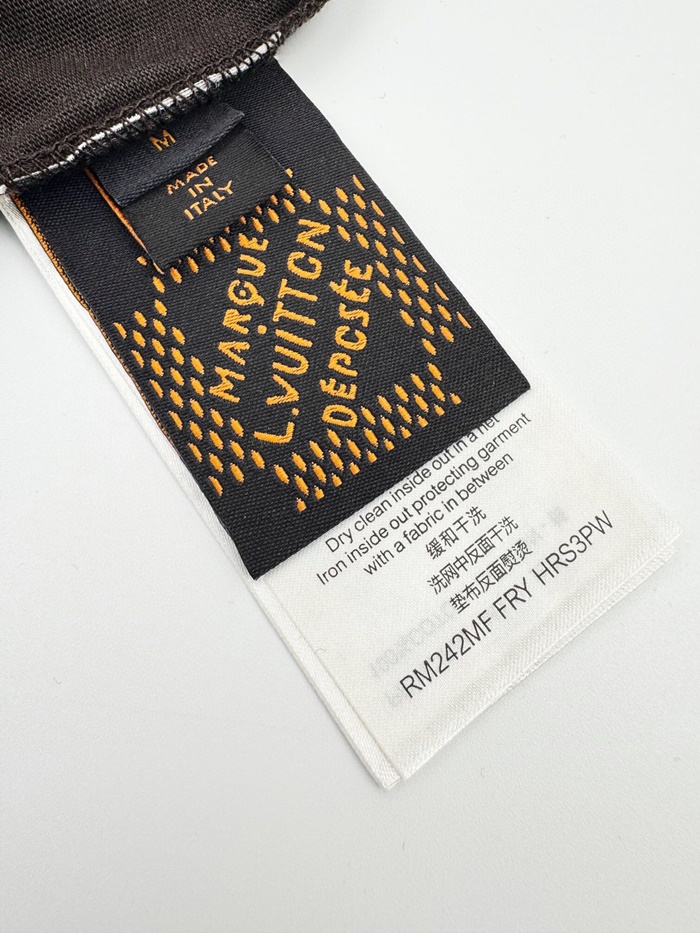 M
MADE
IN
ITALY
MARQUE
L.VUITTON
DÉPOSÉE
Dry clean inside out in a net
Iron inside out protecting garment
with a fabric in between
缓和干洗
洗网中反面干洗
垫布反面熨烫
RM242MF FRY HRS3PW